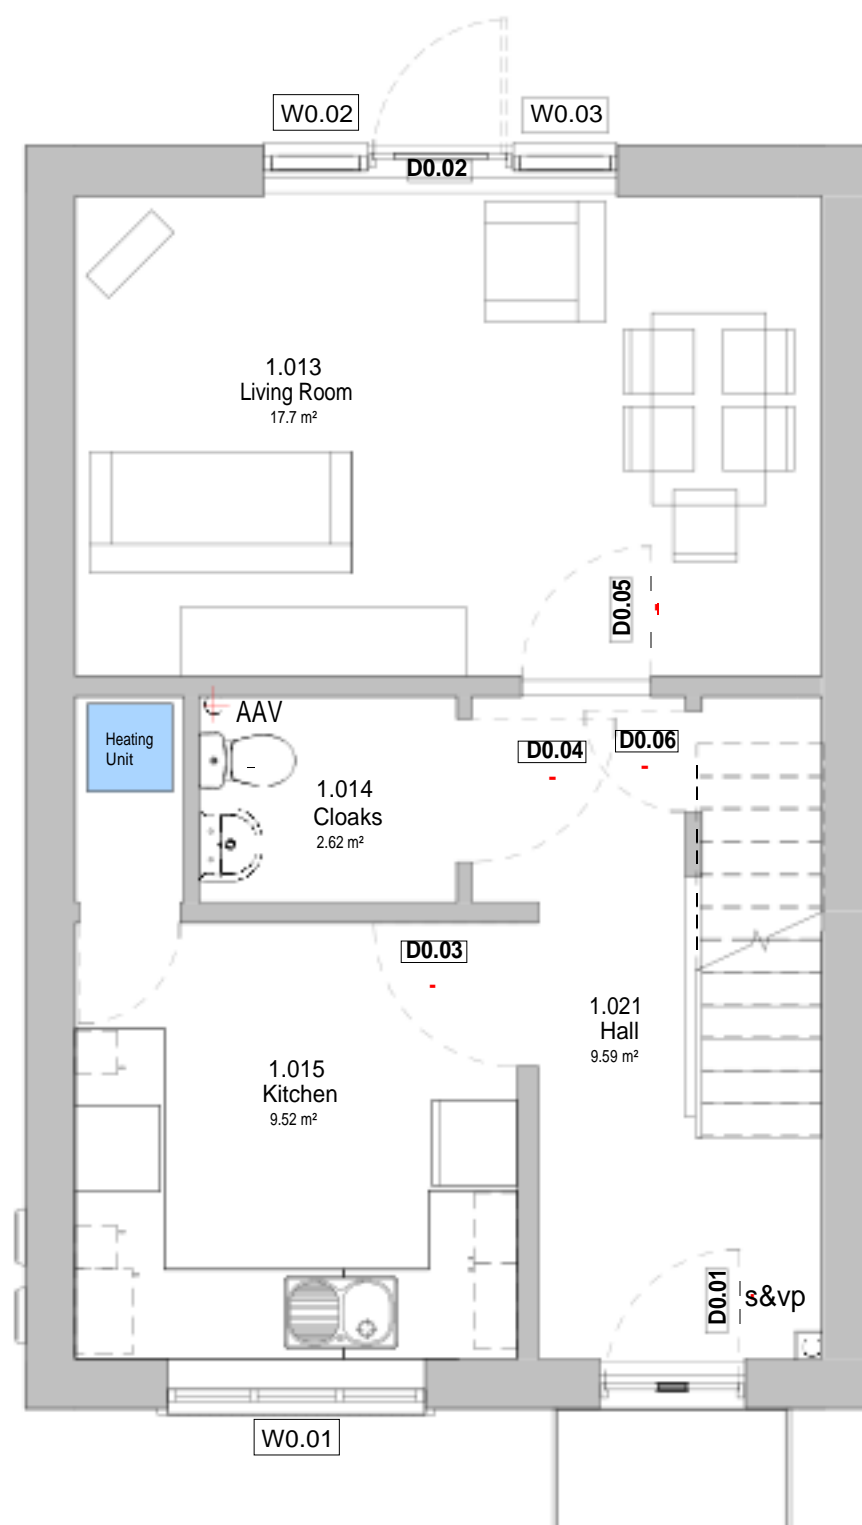 W0.02
W0.03
D0.02
1.013
Living Room
17.7 m²
D0.05
AAV
Heating
Unit
D0.04
D0.06
1.014
Cloaks
2.62 m²
D0.03
1.021
Hall
9.59 m²
1.015
Kitchen
9.52 m²
D0.01
s&vp
W0.01